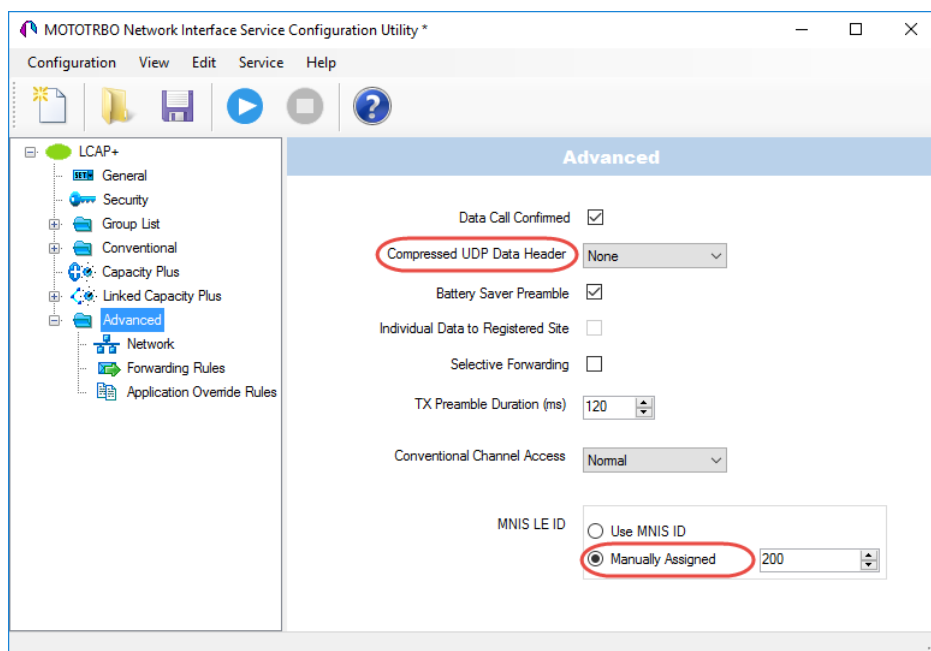 MOTOTRBO Network Interface Service Configuration Utility *
Configuration View Edit Service Help
LCAP+
General
Security
Group List
Conventional
Capacity Plus
Linked Capacity Plus
Advanced
Network
Forwarding Rules
Application Override Rules
Advanced
Data Call Confirmed
Compressed UDP Data Header None
Battery Saver Preamble
Individual Data to Registered Site
Selective Forwarding
TX Preamble Duration (ms) 120
Conventional Channel Access Normal
MNIS LE ID
Use MNIS ID
Manually Assigned 200